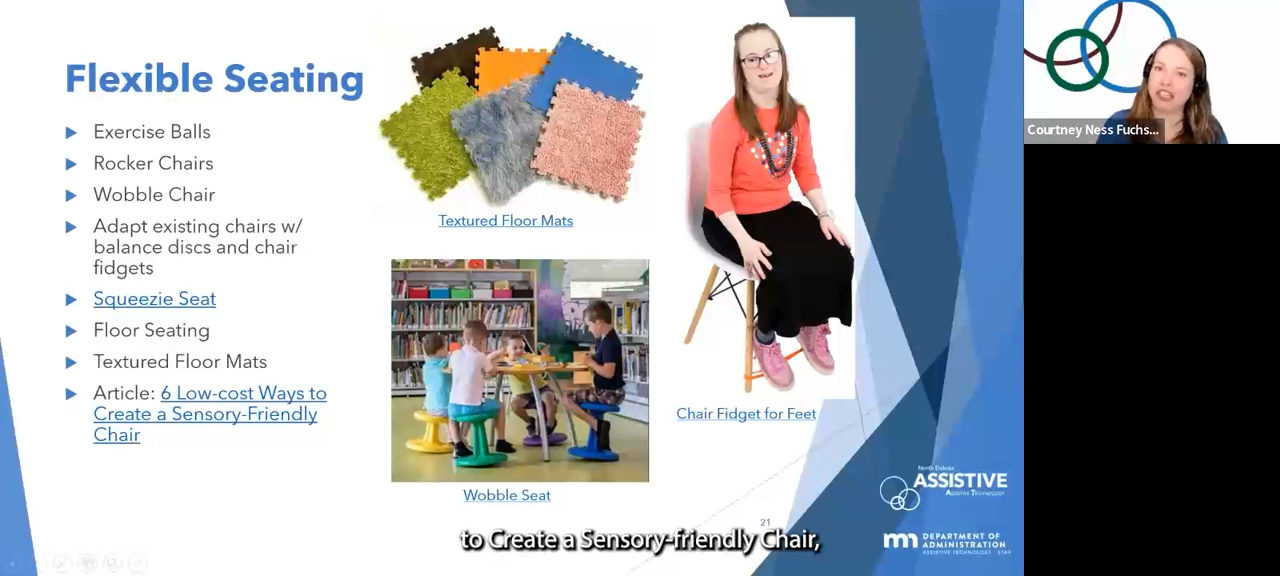 Flexible Seating
Exercise Balls
Rocker Chairs
Wobble Chair
Adapt existing chairs w/
balance discs and chair
fidgets
Squeezie Seat
Floor Seating
Textured Floor Mats
Article: 6 Low-cost Ways to
Create a Sensory-Friendly
Chair
Textured Floor Mats
Wobble Seat
Chair Fidget for Feet
Courtney Ness Fuchs...
21
North Dakota
ASSISTIVE
ASSISTIVE TECHNOLOGY
mn DEPARTMENT OF
ADMINISTRATION
ASSISTIVE TECHNOLOGY STAR
to Create a Sensory-friendly Chair,